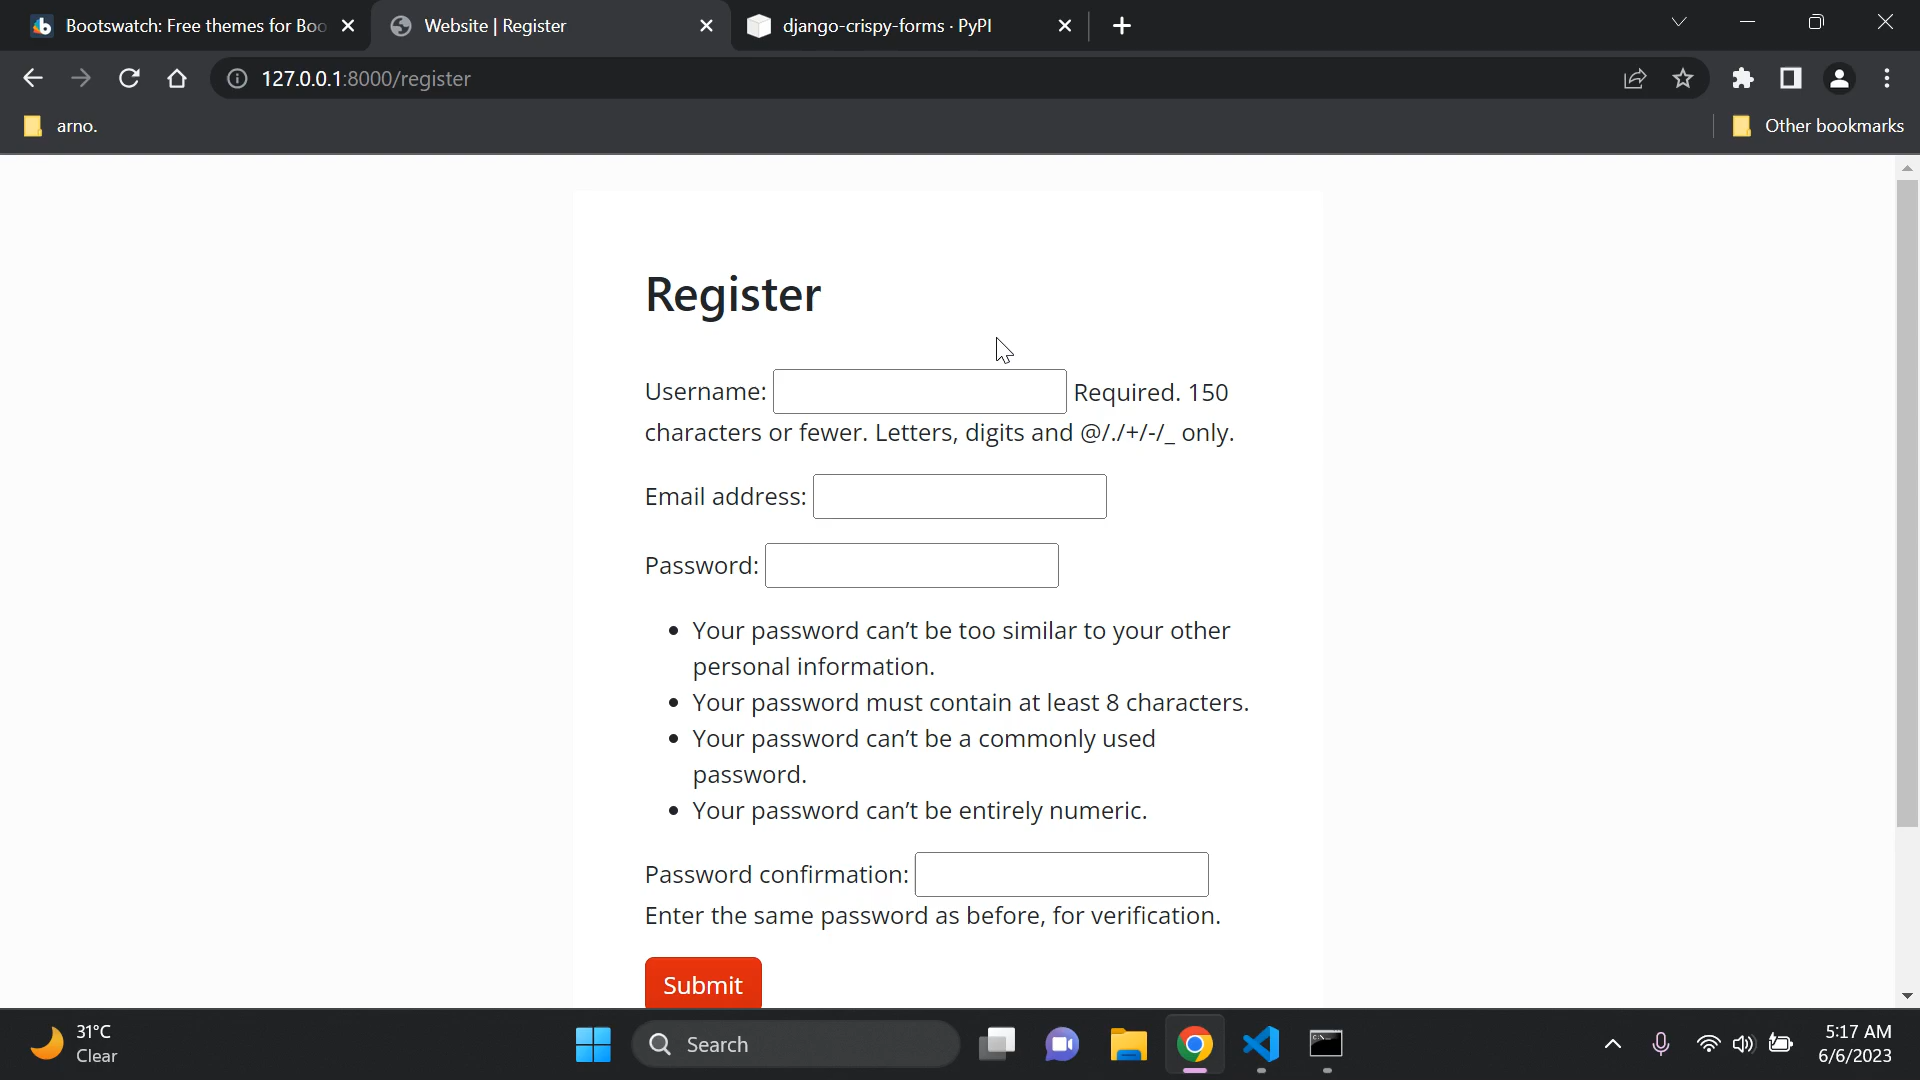 Bootswatch: Free themes for Boo
Website | Register
django-crispy-forms · PyPI
127.0.0.1:8000/register
arno.
Other bookmarks
Register
Username:
Required. 150
characters or fewer. Letters, digits and @/./+/-/_ only.
Email address:
Password:
Your password can’t be too similar to your other
personal information.
Your password must contain at least 8 characters.
Your password can’t be a commonly used
password.
Your password can’t be entirely numeric.
Password confirmation:
Enter the same password as before, for verification.
Submit
31°C
Clear
Search
5:17 AM
6/6/2023